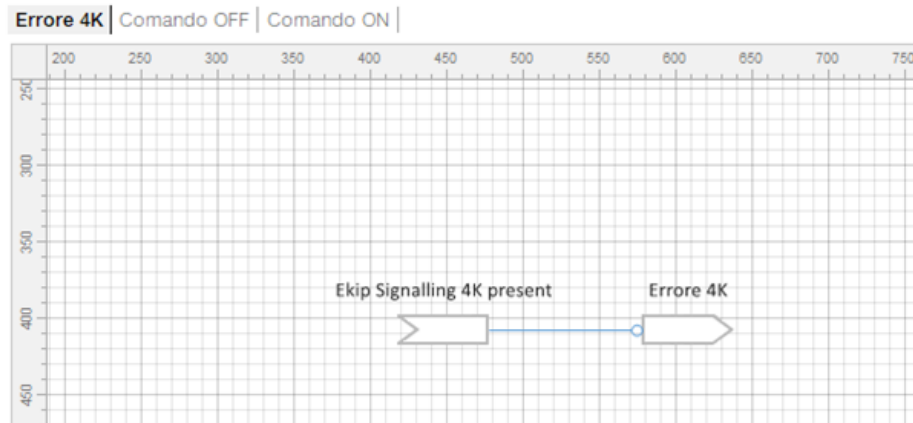 Errore 4K Comando OFF Comando ON
200 250 300 350 400 450 500 550 600 650 700 750
250
300
350
Ekip Signalling 4K present Errore 4K
400
450